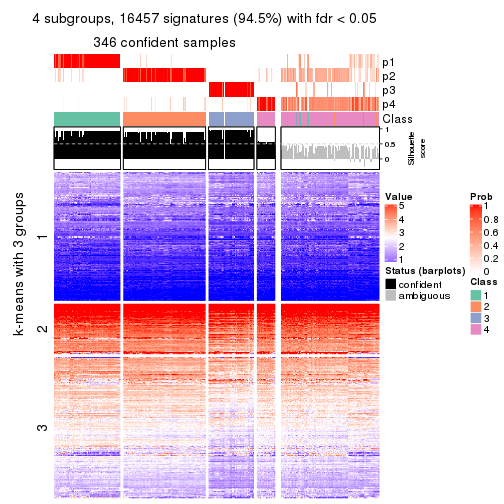 4 subgroups, 16457 signatures (94.5%) with fdr < 0.05
346 confident samples
p1
p2
p3
p4
Class
1
0.5
0
Silhouette
score
k-means with 3 groups
1
2
3
Value
5
4
3
2
1
Status (barplots)
confident
ambiguous
Prob
1
0.8
0.6
0.4
0.2
0
Class
1
2
3
4